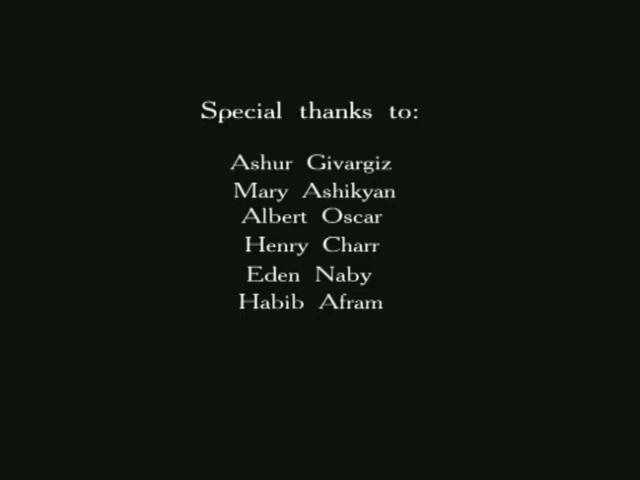 Special thanks to:
Ashur Givargiz
Mary Ashikyan
Albert Oscar
Henry Charr
Eden Naby
Habib Afram